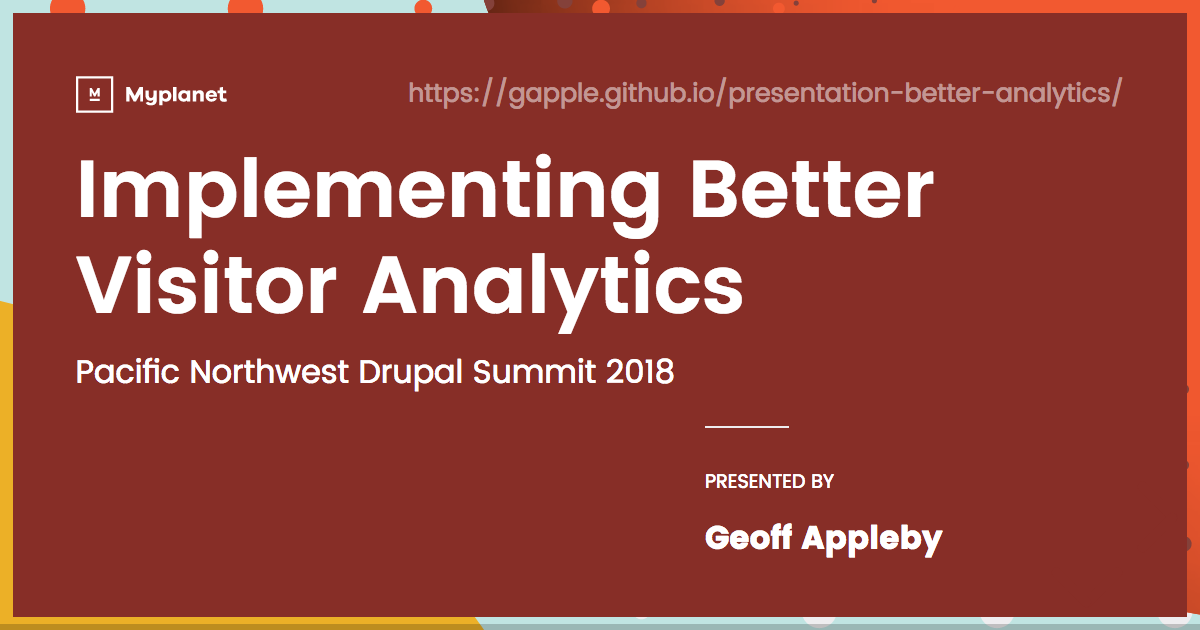 M Myplanet
https://gapple.github.io/presentation-better-analytics/
Implementing Better
Visitor Analytics
Pacific Northwest Drupal Summit 2018
PRESENTED BY
Geoff Appleby